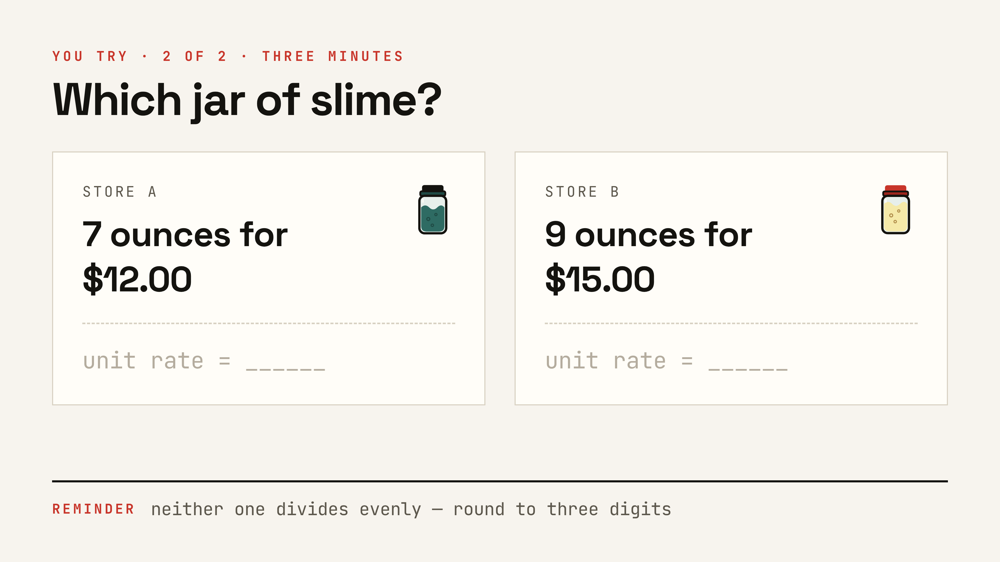 YOU TRY · 2 OF 2 · THREE MINUTES
Which jar of slime?
STORE A
7 ounces for
$12.00
unit rate = ______
STORE B
9 ounces for
$15.00
unit rate = ______
REMINDER neither one divides evenly — round to three digits